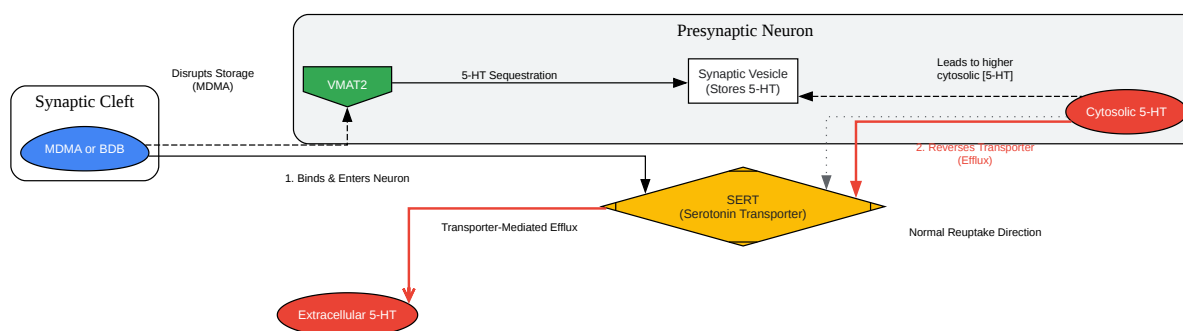 Presynaptic Neuron
Disrupts Storage
(MDMA)
VMAT2
5-HT Sequestration
Synaptic Vesicle
(Stores 5-HT)
Leads to higher
cytosolic [5-HT]
Synaptic Cleft
Cytosolic 5-HT
MDMA or BDB
2. Reverses Transporter
(Efflux)
1. Binds & Enters Neuron
SERT
(Serotonin Transporter)
Transporter-Mediated Efflux
Normal Reuptake Direction
Extracellular 5-HT